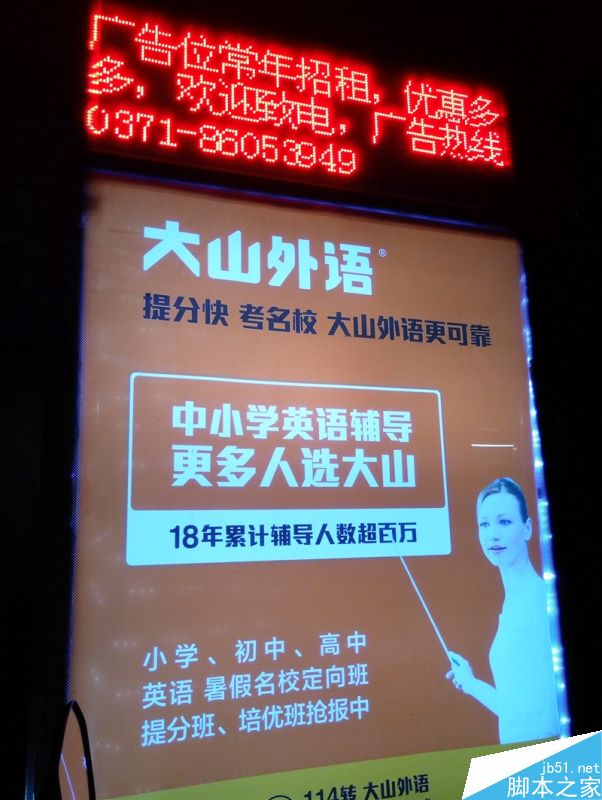 广告位常年招租，优惠多
多，欢迎致电，广告热线
0371-86053949
大山外语®
提分快 考名校 大山外语更可靠
中小学英语辅导
更多人选大山
18年累计辅导人数超百万
小学、初中、高中
英语 暑假名校定向班
提分班、培优班抢报中
114转 大山外语
jb51.net
脚本之家